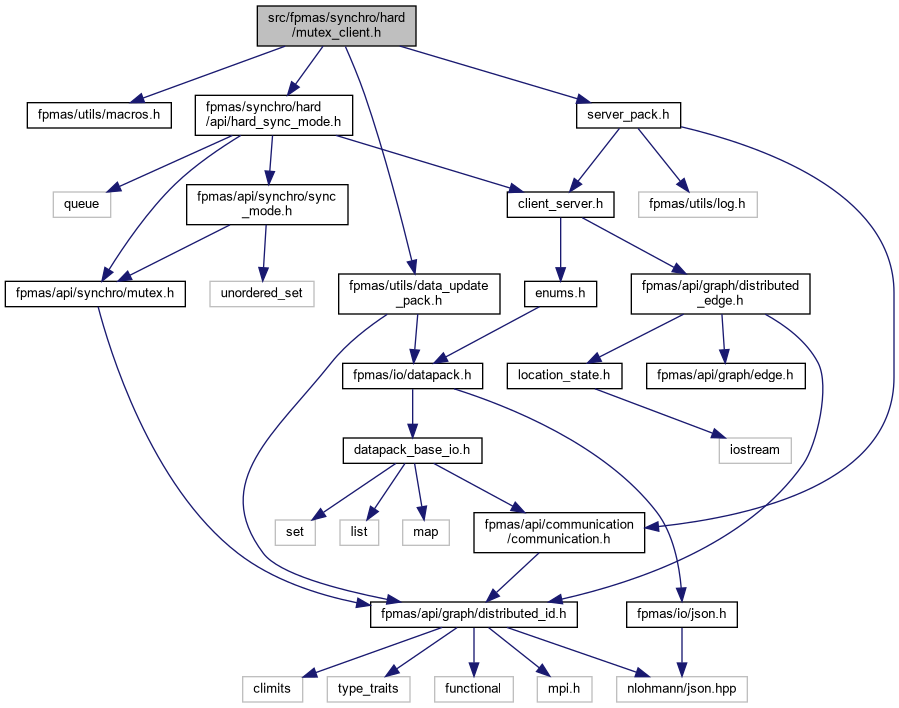 src/fpmas/synchro/hard
/mutex_client.h
fpmas/utils/macros.h
fpmas/synchro/hard
/api/hard_sync_mode.h
server_pack.h
queue
fpmas/api/synchro/sync
_mode.h
client_server.h
fpmas/utils/log.h
fpmas/api/synchro/mutex.h
unordered_set
fpmas/utils/data_update
_pack.h
enums.h
fpmas/api/graph/distributed
_edge.h
fpmas/io/datapack.h
location_state.h
fpmas/api/graph/edge.h
datapack_base_io.h
iostream
set
list
map
fpmas/api/communication
/communication.h
fpmas/api/graph/distributed_id.h
fpmas/io/json.h
climits
type_traits
functional
mpi.h
nlohmann/json.hpp